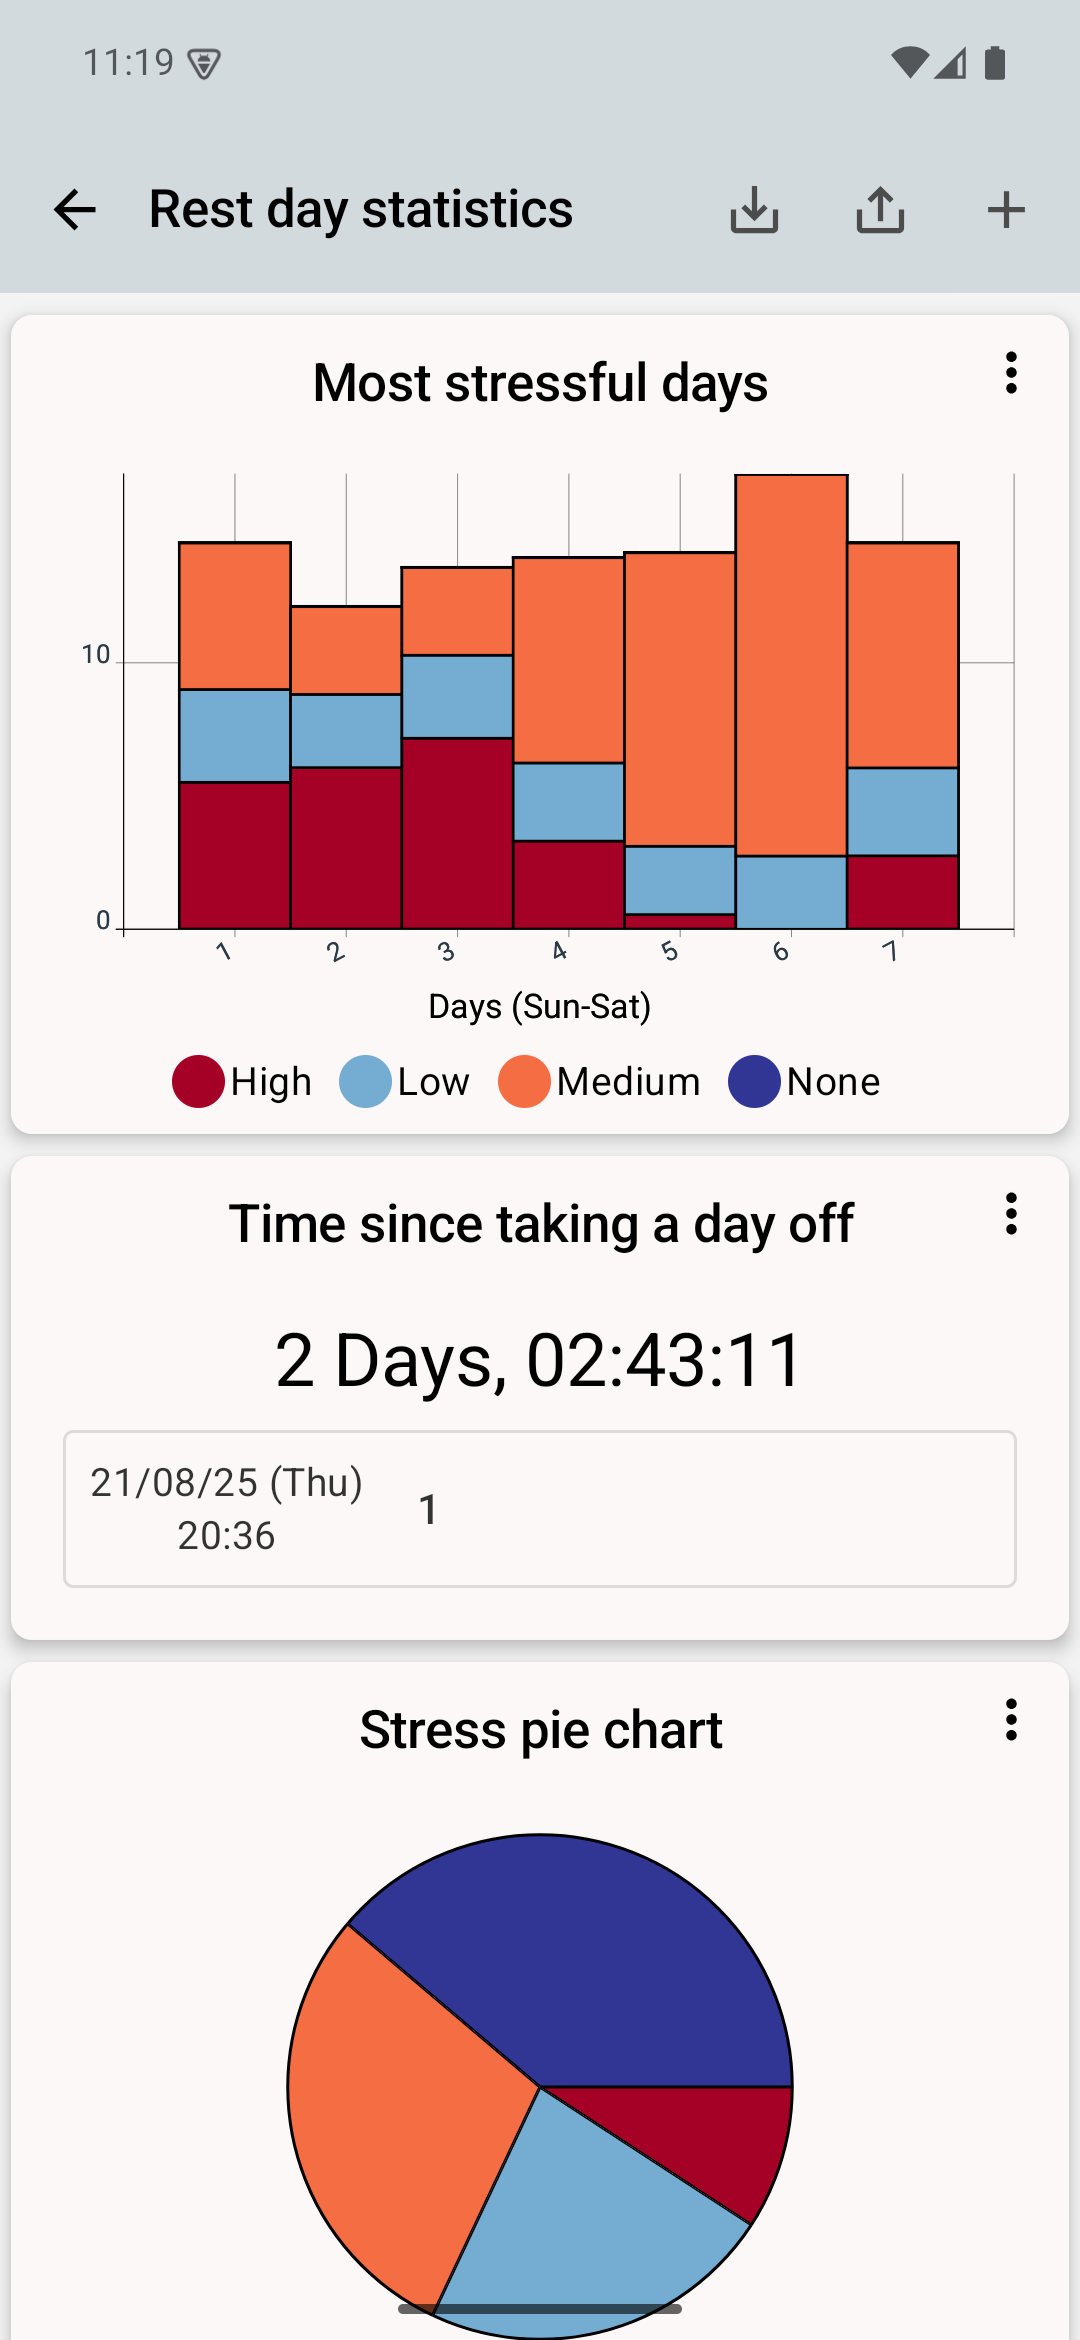 11:19
Rest day statistics
Most stressful days
10
0
1 2 3 4 5 6 7
Days (Sun-Sat)
High Low Medium None
Time since taking a day off
2 Days, 02:43:11
21/08/25 (Thu)
20:36
1
Stress pie chart